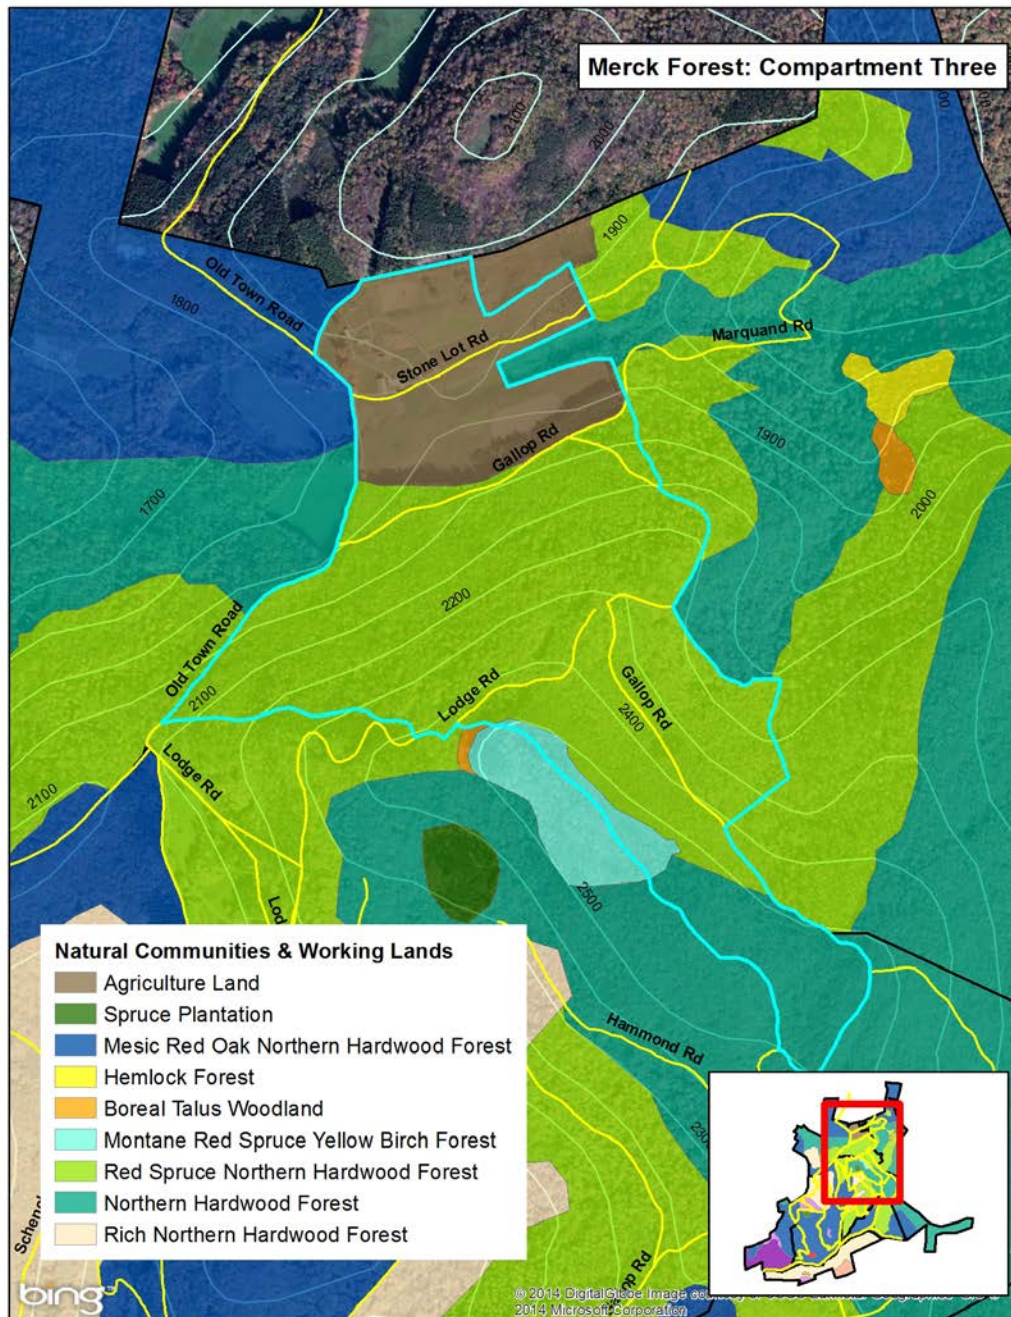 Merck Forest: Compartment Three
2100
2000
1900
Old Town Road
1800
Stone Lot Rd
Marquand Rd
Gallop Rd
1900
1700
2000
2200
Old Town Road
2100
Lodge Rd
Gallop Rd
2400
Lodge Rd
2100
2500
Natural Communities & Working Lands
Agriculture Land
Spruce Plantation
Mesic Red Oak Northern Hardwood Forest
Hemlock Forest
Boreal Talus Woodland
Montane Red Spruce Yellow Birch Forest
Red Spruce Northern Hardwood Forest
Northern Hardwood Forest
Rich Northern Hardwood Forest
Hammond Rd
bing
© 2014 DigitalGlobe Image
2014 Microsoft Corporation